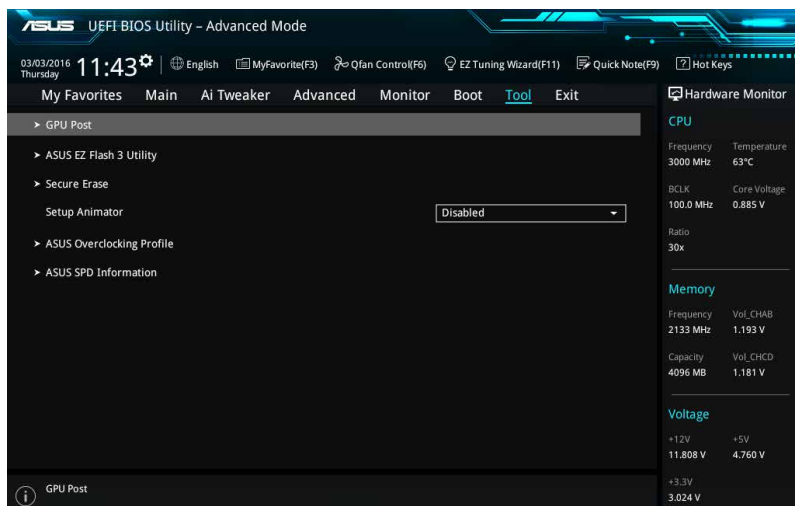 ASUS UEFI BIOS Utility – Advanced Mode
03/03/2016 Thursday 11:43 English MyFavorite(F3) Qfan Control(F6) EZ Tuning Wizard(F11) Quick Note(F9) ? Hot Keys
My Favorites Main Ai Tweaker Advanced Monitor Boot Tool Exit
> GPU Post
> ASUS EZ Flash 3 Utility
> Secure Erase
Setup Animator Disabled
> ASUS Overclocking Profile
> ASUS SPD Information
i GPU Post
Hardware Monitor
CPU
Frequency Temperature
3000 MHz 63°C
BCLK Core Voltage
100.0 MHz 0.885 V
Ratio
30x
Memory
Frequency Vol_CHAB
2133 MHz 1.193 V
Capacity Vol_CHCD
4096 MB 1.181 V
Voltage
+12V +5V
11.808 V 4.760 V
+3.3V
3.024 V